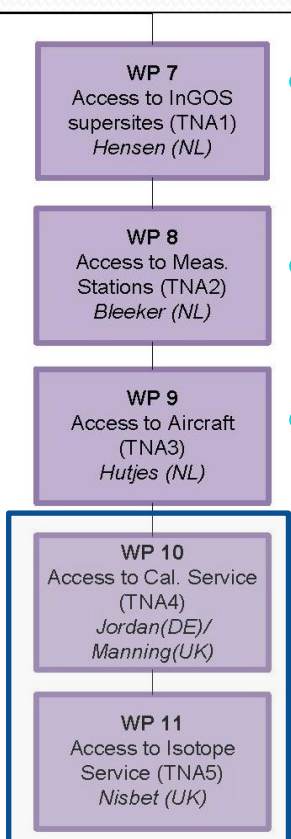 WP 7
Access to InGOS
supersites (TNA1)
Hensen (NL)
WP 8
Access to Meas.
Stations (TNA2)
Bleeker (NL)
WP 9
Access to Aircraft
(TNA3)
Hutjes (NL)
WP 10
Access to Cal. Service
(TNA4)
Jordan(DE)/
Manning(UK)
WP 11
Access to Isotope
Service (TNA5)
Nisbet (UK)